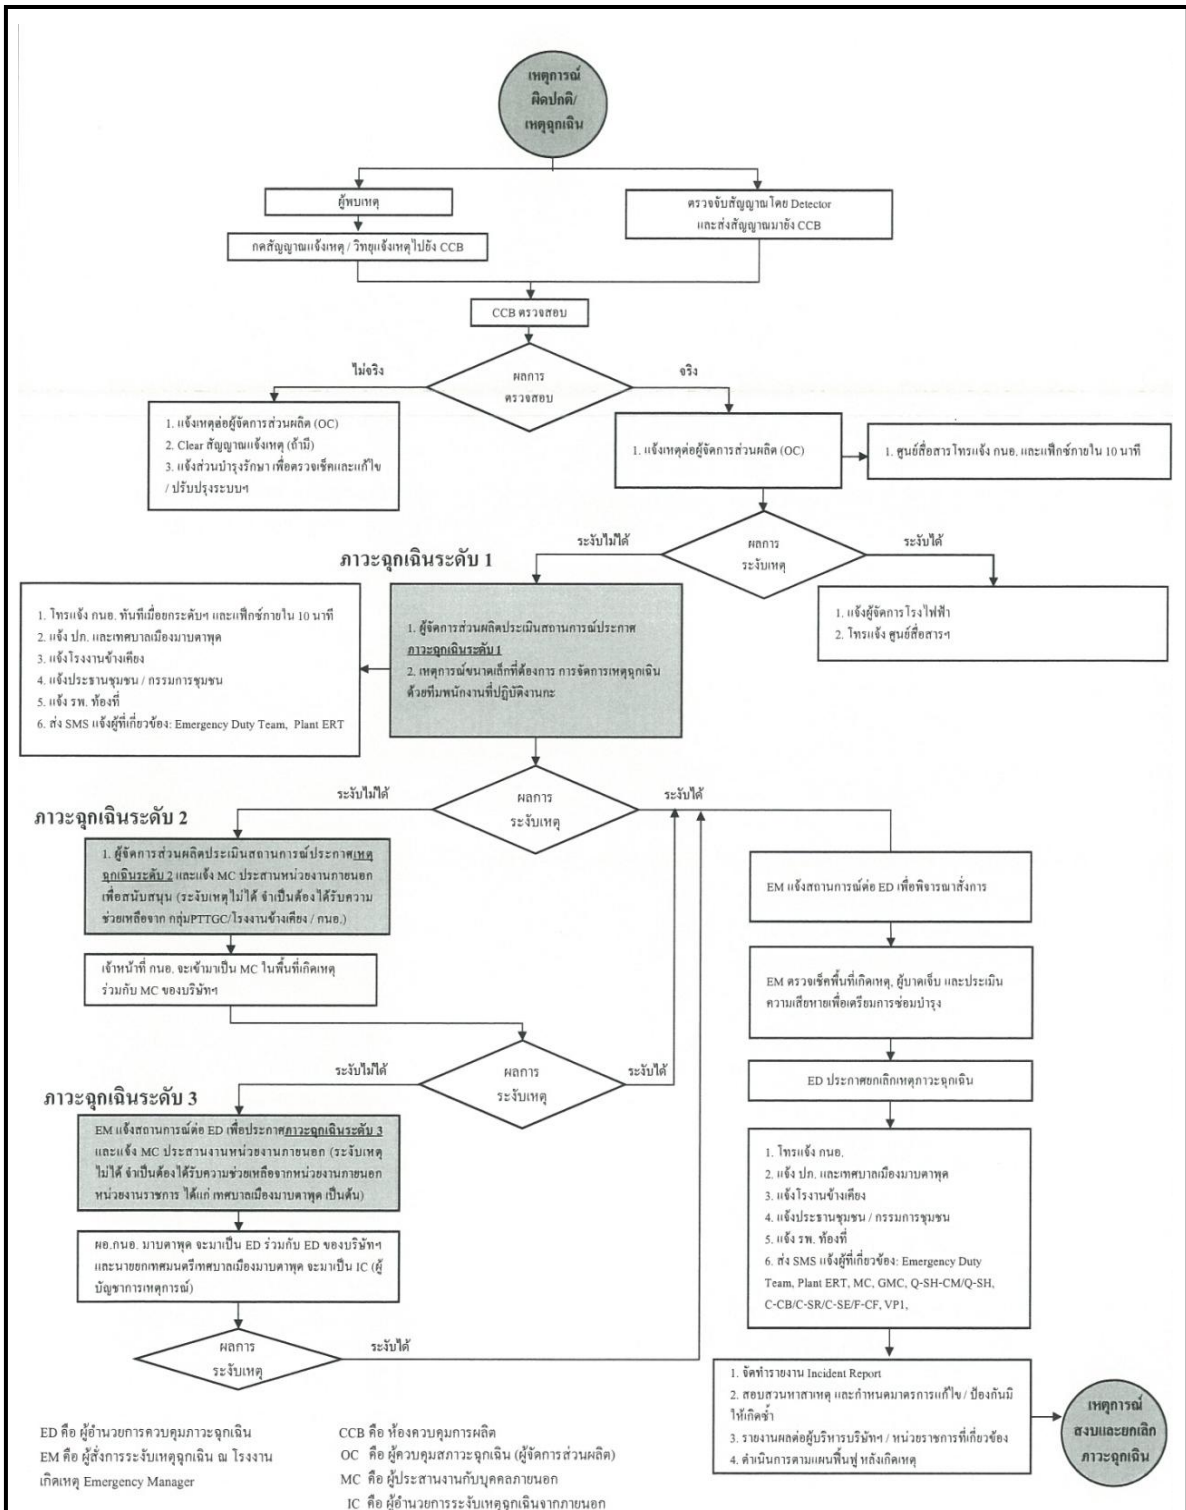 เหตุการณ์
ผิดปกติ/
เหตุฉุกเฉิน
ผู้พบเหตุ
กดสัญญาณแจ้งเหตุ / วิทยุแจ้งเหตุไปยัง CCB
ตรวจจับสัญญาณโดย Detector
และส่งสัญญาณมายัง CCB
CCB ตรวจสอบ
ผลการ
ตรวจสอบ
ไม่จริง
จริง
1. แจ้งเหตุต่อผู้จัดการส่วนผลิต (OC)
2. Clear สัญญาณแจ้งเหตุ (ถ้ามี)
3. แจ้งส่วนบำรุงรักษา เพื่อตรวจเช็คและแก้ไข
/ ปรับปรุงระบบฯ
1. แจ้งเหตุต่อผู้จัดการส่วนผลิต (OC)
1. ศูนย์สื่อสารโทรแจ้ง กนอ. และแฟ็กซ์ภายใน 10 นาที
ผลการ
ระงับเหตุ
ระงับไม่ได้
ระงับได้
1. แจ้งผู้จัดการโรงไฟฟ้า
2. โทรแจ้ง ศูนย์สื่อสารฯ
ภาวะฉุกเฉินระดับ 1
1. โทรแจ้ง กนอ. ทันทีเมื่อยกระดับฯ และแฟ็กซ์ภายใน 10 นาที
2. แจ้ง ปภ. และเทศบาลเมืองมาบตาพุด
3. แจ้งโรงงานข้างเคียง
4. แจ้งประธานชุมชน / กรรมการชุมชน
5. แจ้ง รพ. ท้องที่
6. ส่ง SMS แจ้งผู้ที่เกี่ยวข้อง: Emergency Duty Team, Plant ERT
1. ผู้จัดการส่วนผลิตประเมินสถานการณ์ประกาศ
ภาวะฉุกเฉินระดับ 1
2. เหตุการณ์ขนาดเล็กที่ต้องการ การจัดการเหตุฉุกเฉิน
ด้วยทีมพนักงานที่ปฏิบัติงานกะ
ผลการ
ระงับเหตุ
ระงับไม่ได้
ระงับได้
ภาวะฉุกเฉินระดับ 2
1. ผู้จัดการส่วนผลิตประเมินสถานการณ์ประกาศเหตุ
ฉุกเฉินระดับ 2 และแจ้ง MC ประสานหน่วยงานภายนอก
เพื่อสนับสนุน (ระงับเหตุไม่ได้ จำเป็นต้องได้รับความ
ช่วยเหลือจาก กลุ่มPTTGC/โรงงานข้างเคียง / กนอ.)
เจ้าหน้าที่ กนอ. จะเข้ามาเป็น MC ในพื้นที่เกิดเหตุ
ร่วมกับ MC ของบริษัทฯ
ผลการ
ระงับเหตุ
ระงับไม่ได้
ระงับได้
ภาวะฉุกเฉินระดับ 3
EM แจ้งสถานการณ์ต่อ ED เพื่อประกาศภาวะฉุกเฉินระดับ 3
และแจ้ง MC ประสานงานหน่วยงานภายนอก (ระงับเหตุ
ไม่ได้ จำเป็นต้องได้รับความช่วยเหลือจากหน่วยงานภายนอก
หน่วยงานราชการ ได้แก่ เทศบาลเมืองมาบตาพุด เป็นต้น)
ผอ.กนอ. มาบตาพุด จะมาเป็น ED ร่วมกับ ED ของบริษัทฯ
และนายยกเทศมนตรีเทศบาลเมืองมาบตาพุด จะมาเป็น IC (ผู้
บัญชาการเหตุการณ์)
ผลการ
ระงับเหตุ
ระงับได้
EM แจ้งสถานการณ์ต่อ ED เพื่อพิจารณาสั่งการ
EM ตรวจเช็คพื้นที่เกิดเหตุ, ผู้บาดเจ็บ และประเมิน
ความเสียหายเพื่อเตรียมการซ่อมบำรุง
ED ประกาศยกเลิกเหตุภาวะฉุกเฉิน
1. โทรแจ้ง กนอ.
2. แจ้ง ปภ. และเทศบาลเมืองมาบตาพุด
3. แจ้งโรงานข้างเคียง
4. แจ้งประธานชุมชน / กรรมการชุมชน
5. แจ้ง รพ. ท้องที่
6. ส่ง SMS แจ้งผู้ที่เกี่ยวข้อง: Emergency Duty
Team, Plant ERT, MC, GMC, Q-SH-CM/Q-SH,
C-CB/C-SR/C-SE/F-CF, VP1,
1. จัดทำรายงาน Incident Report
2. สอบสวนหาสาเหตุ และกำหนดมาตรการแก้ไข / ป้องกันมิ
ให้เกิดซ้ำ
3. รายงานผลต่อผู้บริหารบริษัทฯ / หน่วยราชการที่เกี่ยวข้อง
4. ดำเนินการตามแผนฟื้นฟู หลังเกิดเหตุ
เหตุการณ์
สงบและยกเลิก
ภาวะฉุกเฉิน
ED คือ ผู้อำนวยการควบคุมภาวะฉุกเฉิน
EM คือ ผู้สั่งการระงับเหตุฉุกเฉิน ณ โรงงาน
เกิดเหตุ Emergency Manager
CCB คือ ห้องควบคุมการผลิต
OC คือ ผู้ควบคุมสภาวะฉุกเฉิน (ผู้จัดการส่วนผลิต)
MC คือ ผู้ประสานงานกับบุคคลภายนอก
IC คือ ผู้อำนวยการระงับเหตุฉุกเฉินจากภายนอก